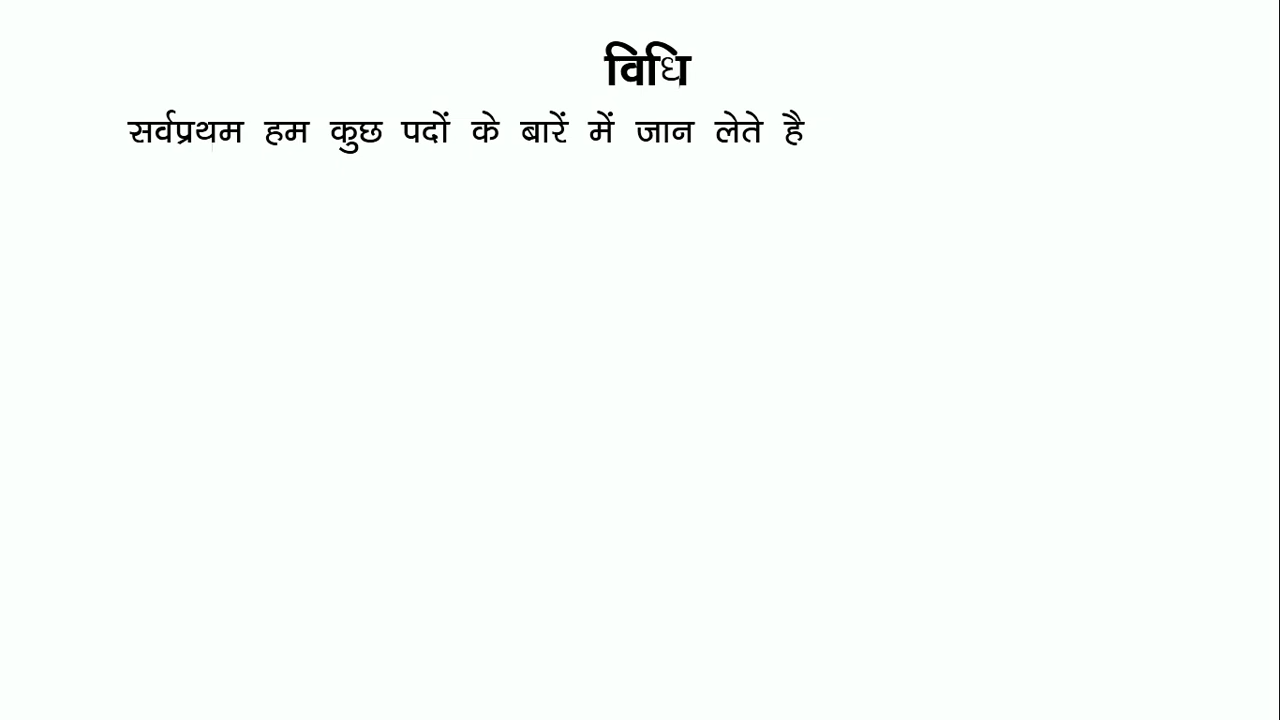 विधि
सर्वप्रथम हम कुछ पदों के बारें में जान लेते है